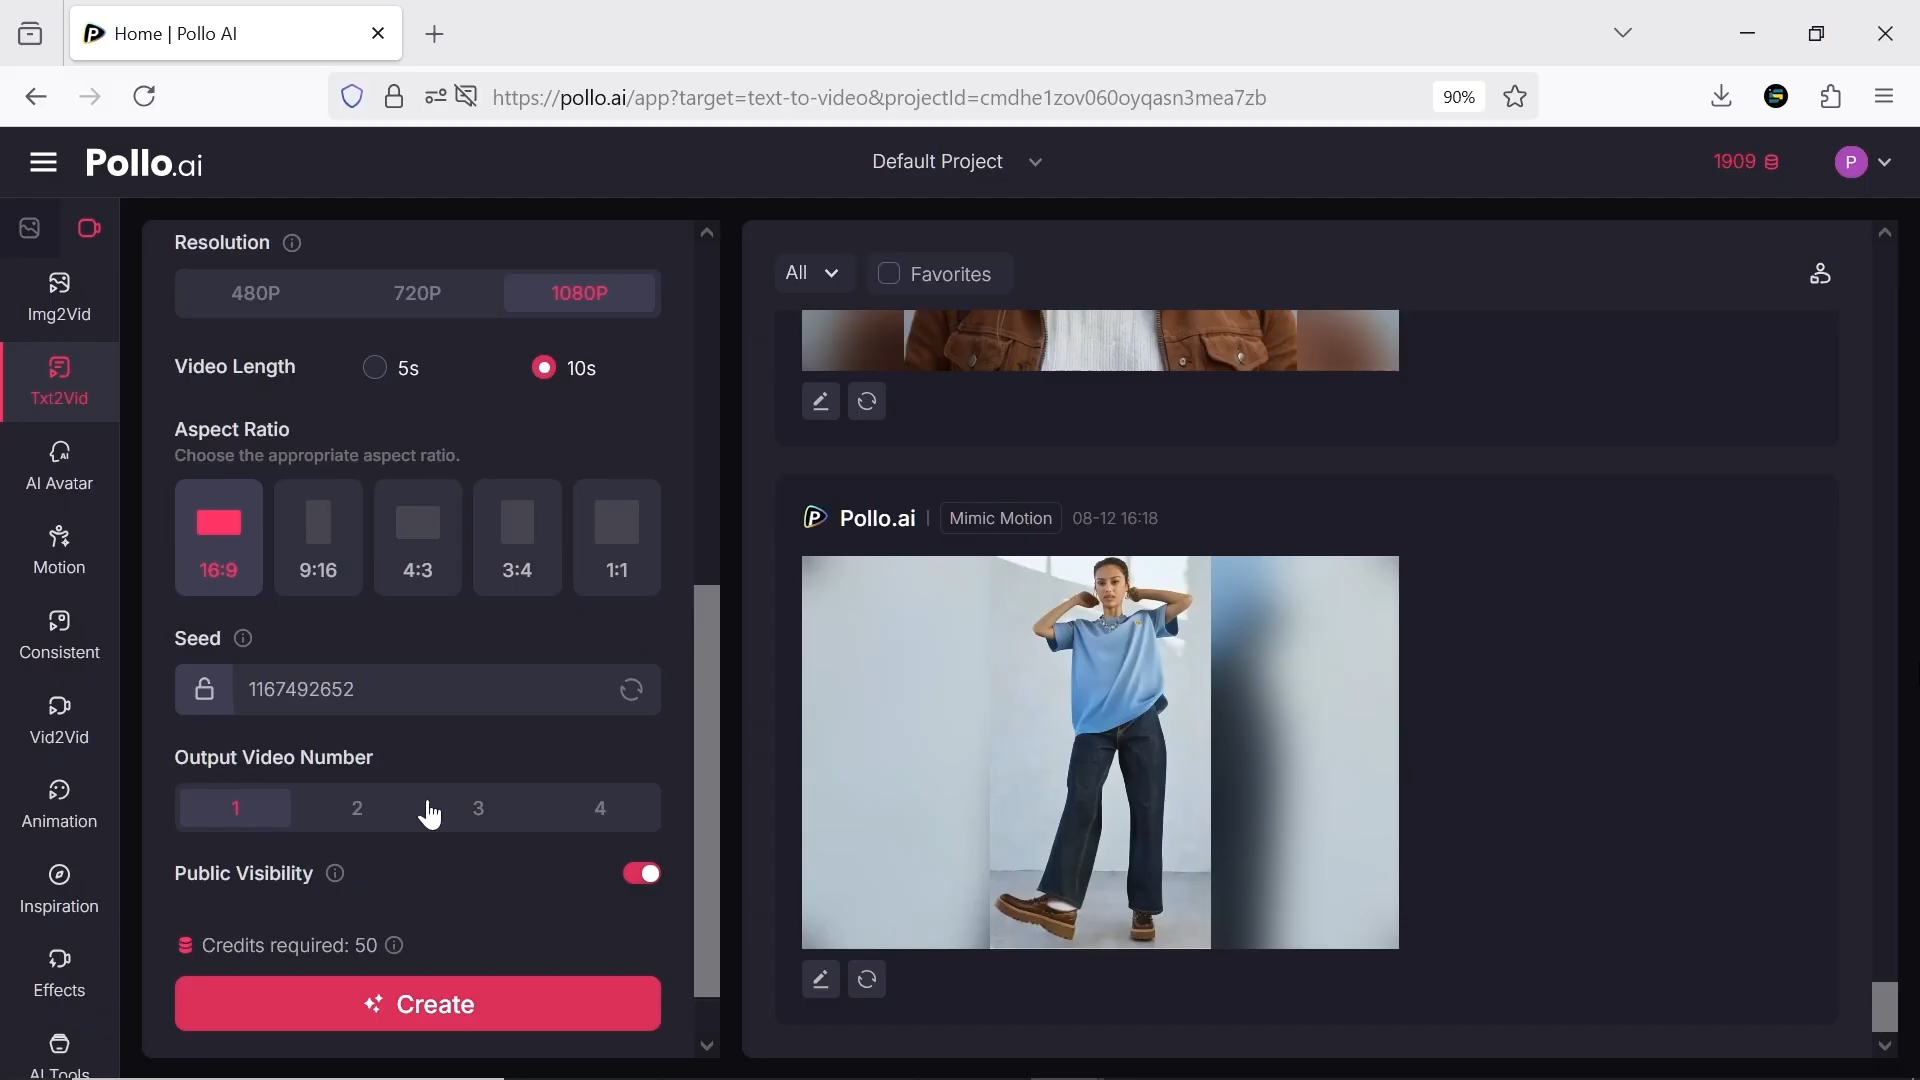 Home | Pollo AI
https://pollo.ai/app?target=text-to-video&projectId=cmdhe1zov060oyqasn3mea7zb
90%
Pollo.ai
Default Project
1909
P
Img2Vid
Txt2Vid
AI Avatar
Motion
Consistent
Vid2Vid
Animation
Inspiration
Effects
AI Tools
Resolution
480P 720P 1080P
Video Length 5s 10s
Aspect Ratio
Choose the appropriate aspect ratio.
16:9 9:16 4:3 3:4 1:1
Seed
1167492652
Output Video Number
1 2 3 4
Public Visibility
Credits required: 50
Create
All Favorites
Pollo.ai | Mimic Motion 08-12 16:18